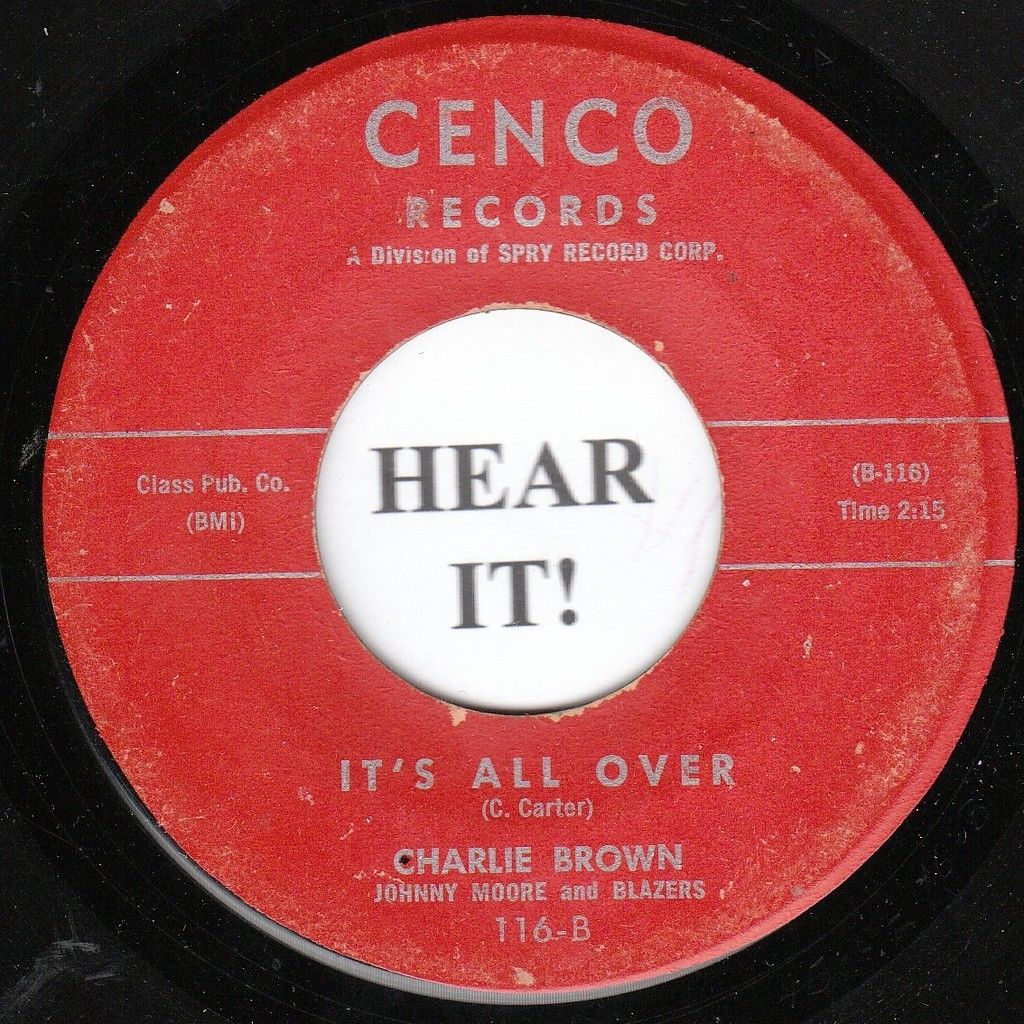 CENCO
RECORDS
A Division of SPRY RECORD CORP.
Class Pub. Co.
(BMI)
HEAR
IT!
(B-116)
Time 2:15
IT'S ALL OVER
(C. Carter)
CHARLIE BROWN
JOHNNY MOORE and BLAZERS
116-B